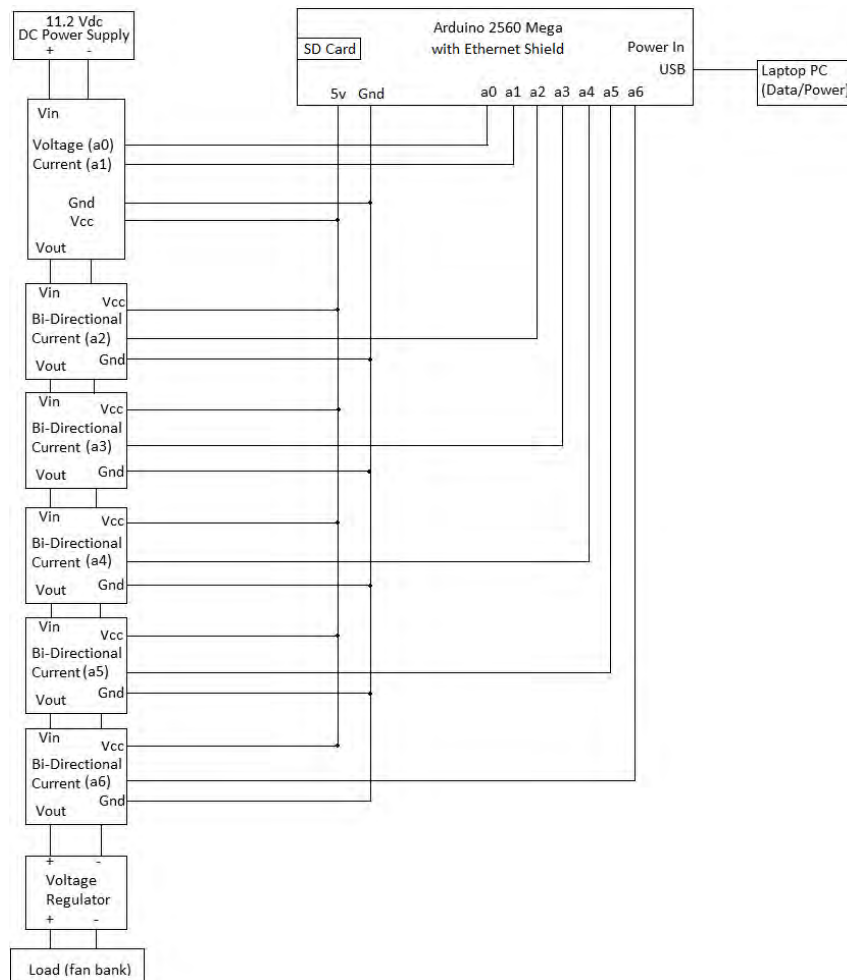 11.2 Vdc
DC Power Supply
+ -
Arduino 2560 Mega
with Ethernet Shield
SD Card
Power In
USB
5v Gnd a0 a1 a2 a3 a4 a5 a6
Laptop PC
(Data/Power)
Vin
Voltage (a0)
Current (a1)
Gnd
Vcc
Vout
Vin
Vcc
Bi-Directional
Current (a2)
Gnd
Vout
Vin
Vcc
Bi-Directional
Current (a3)
Gnd
Vout
Vin
Vcc
Bi-Directional
Current (a4)
Gnd
Vout
Vin
Vcc
Bi-Directional
Current (a5)
Gnd
Vout
Vin
Vcc
Bi-Directional
Current (a6)
Gnd
Vout
+ -
Voltage
Regulator
+ -
Load (fan bank)